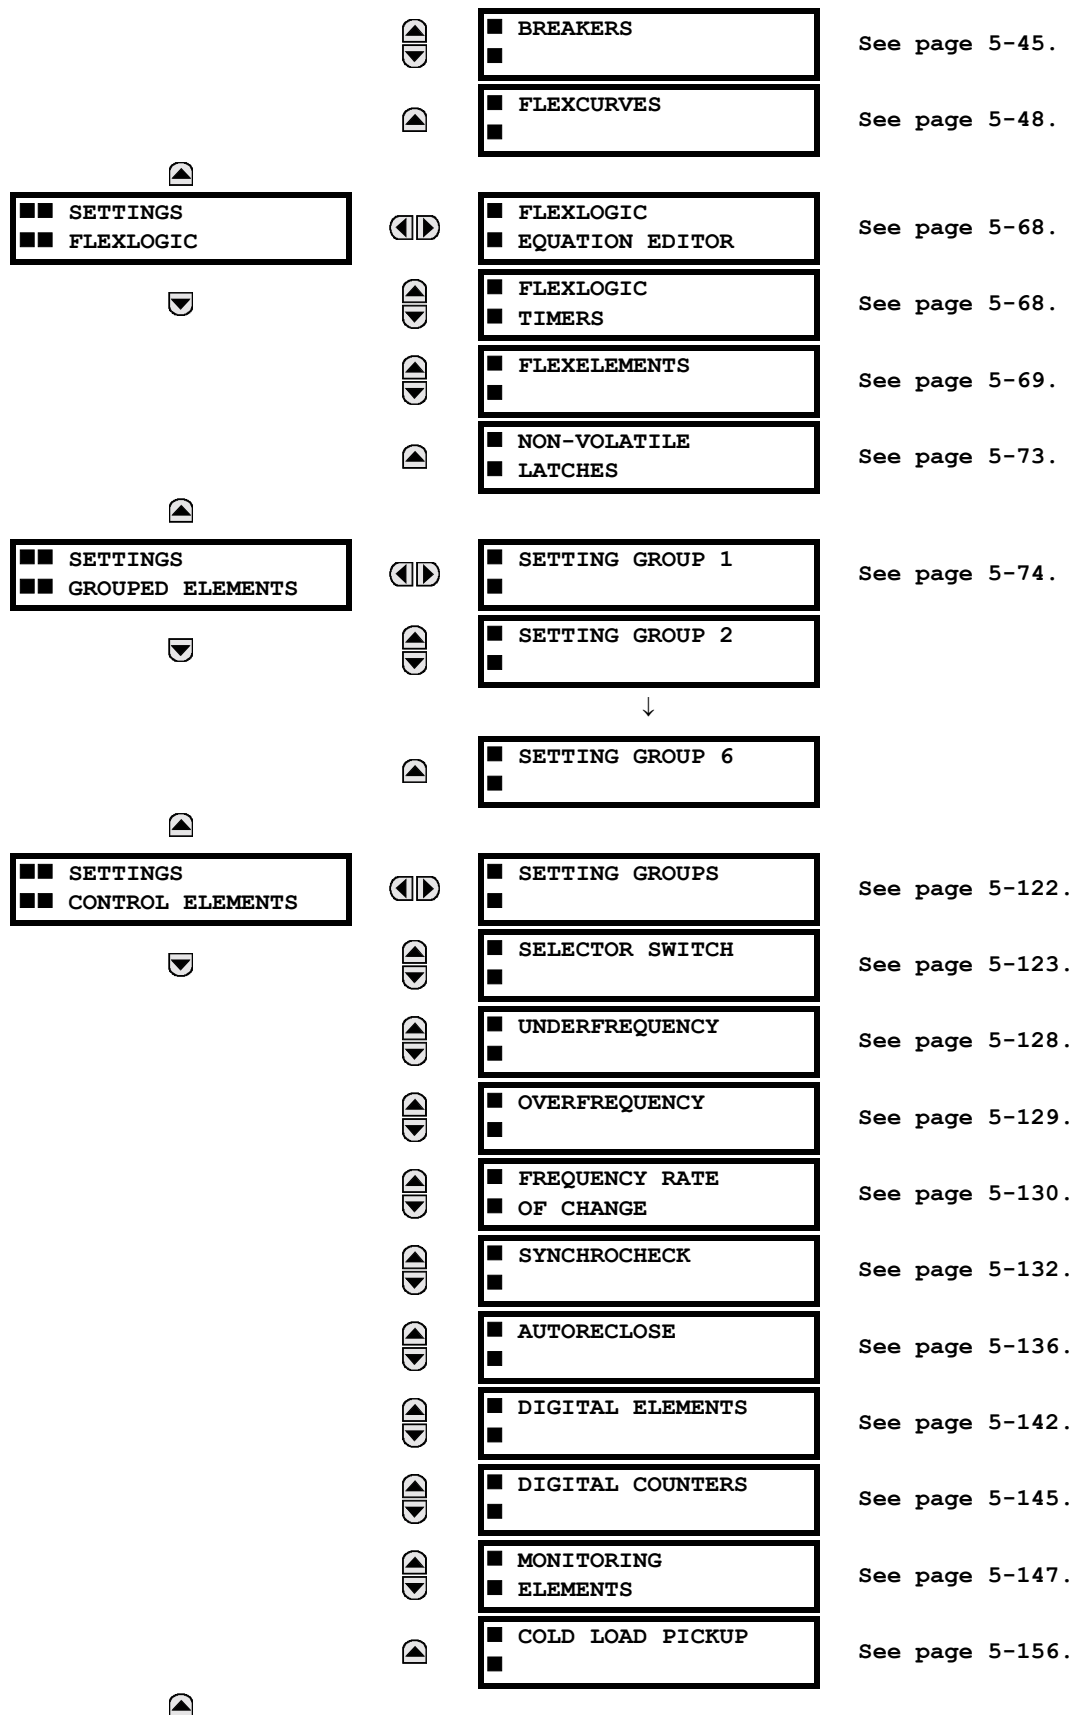 ■ BREAKERS
■
See page 5-45.
■ FLEXCURVES
■
See page 5-48.
■■ SETTINGS
■■ FLEXLOGIC
■ FLEXLOGIC
■ EQUATION EDITOR
See page 5-68.
■ FLEXLOGIC
■ TIMERS
See page 5-68.
■ FLEXELEMENTS
■
See page 5-69.
■ NON-VOLATILE
■ LATCHES
See page 5-73.
■■ SETTINGS
■■ GROUPED ELEMENTS
■ SETTING GROUP 1
■
See page 5-74.
■ SETTING GROUP 2
■
↓
■ SETTING GROUP 6
■
■■ SETTINGS
■■ CONTROL ELEMENTS
■ SETTING GROUPS
■
See page 5-122.
■ SELECTOR SWITCH
■
See page 5-123.
■ UNDERFREQUENCY
■
See page 5-128.
■ OVERFREQUENCY
■
See page 5-129.
■ FREQUENCY RATE
■ OF CHANGE
See page 5-130.
■ SYNCHROCHECK
■
See page 5-132.
■ AUTORECLOSE
■
See page 5-136.
■ DIGITAL ELEMENTS
■
See page 5-142.
■ DIGITAL COUNTERS
■
See page 5-145.
■ MONITORING
■ ELEMENTS
See page 5-147.
■ COLD LOAD PICKUP
■
See page 5-156.